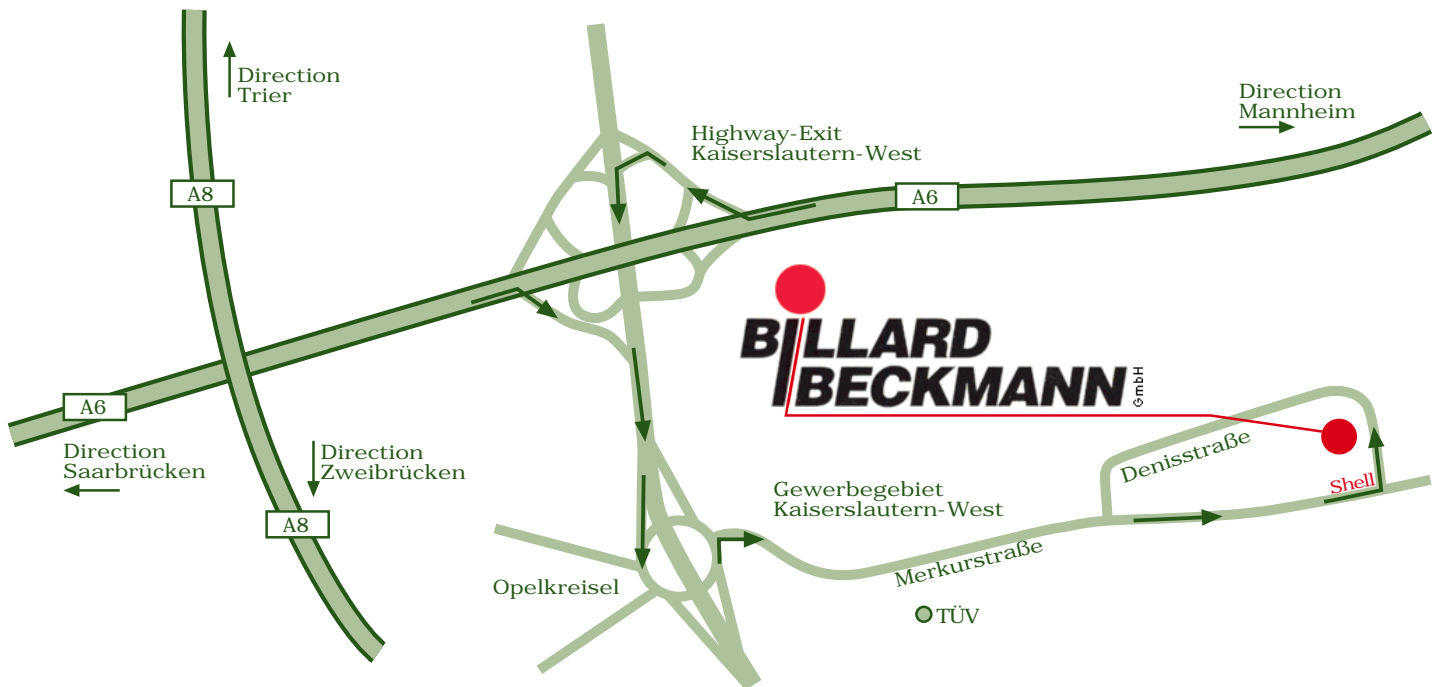 Direction
Trier
Direction
Mannheim
Highway-Exit
Kaiserslautern-West
A8
A6
BILLARD
BECKMANN
GmbH
A6
Direction
Saarbrücken
Direction
Zweibrücken
A8
Denisstraße
Shell
Gewerbegebiet
Kaiserslautern-West
Merkurstraße
Opelkreisel
TÜV